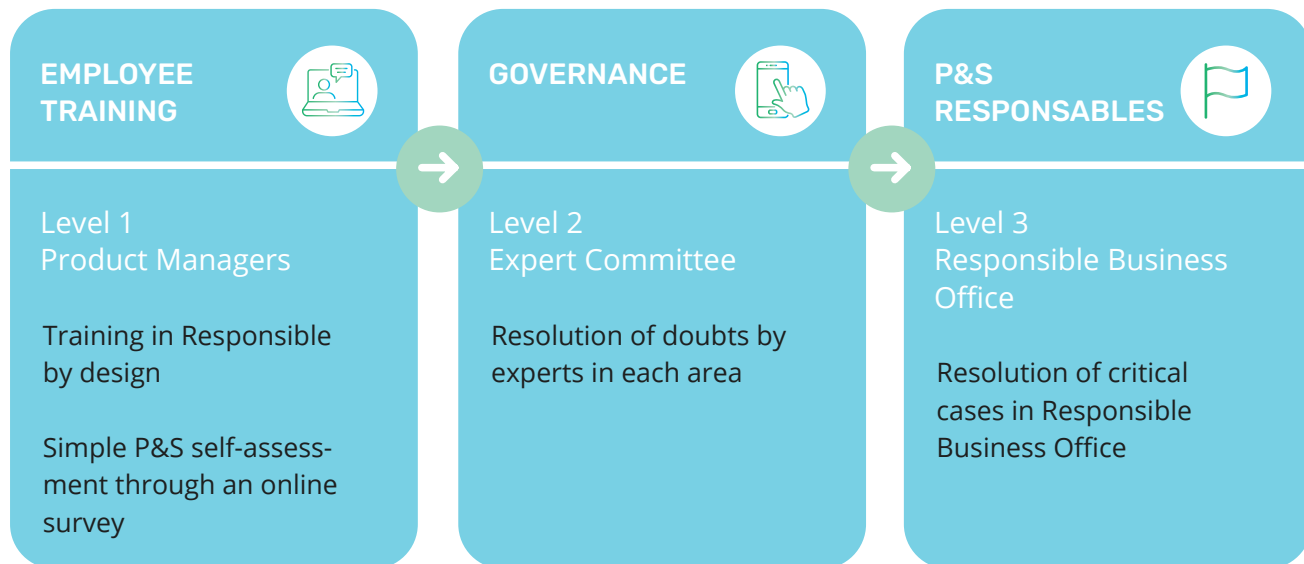 EMPLOYEE
TRAINING
Level 1
Product Managers
Training in Responsible
by design
Simple P&S self-assess-
ment through an online
survey
GOVERNANCE
Level 2
Expert Committee
Resolution of doubts by
experts in each area
P&S
RESPONSABLES
Level 3
Responsible Business
Office
Resolution of critical
cases in Responsible
Business Office